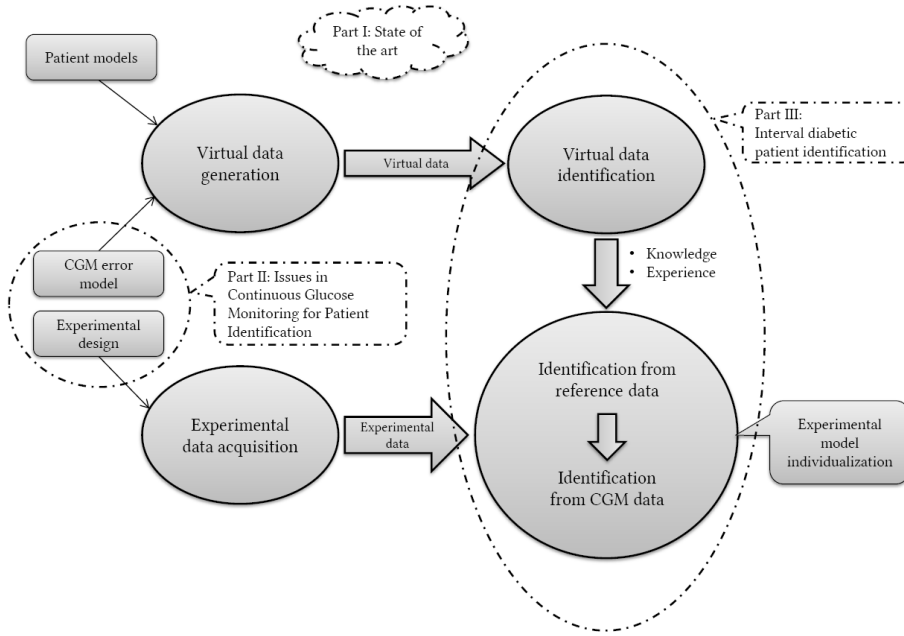 Part I: State of
the art
Patient models
Part III:
Interval diabetic
patient identification
Virtual data
generation
Virtual data
Virtual data
identification
CGM error
model
Part II: Issues in
Continuous Glucose
Monitoring for Patient
Identification
• Knowledge
• Experience
Experimental
design
Identification from
reference data
Experimental
data acquisition
Experimental
data
Experimental
model
individualization
Identification
from CGM data